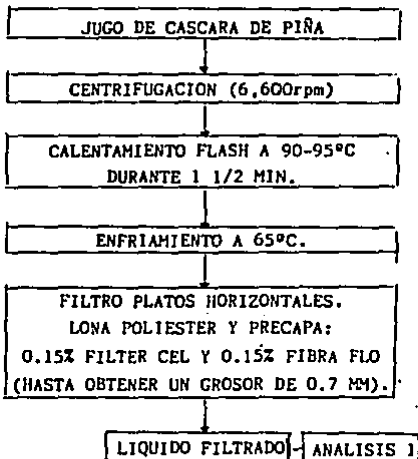 JUGO DE CASCARA DE PIÑA
CENTRIFUGACION (6,600rpm)
CALENTAMIENTO FLASH A 90-95ºC
DURANTE 1 1/2 MIN.
ENFRIAMIENTO A 65ºC.
FILTRO PLATOS HORIZONTALES.
LONA POLIESTER Y PRECAPA:
0.15% FILTER CEL Y 0.15% FIBRA FLO
(HASTA OBTENER UN GROSOR DE 0.7 MM).
LIQUIDO FILTRADO - ANALISIS 1